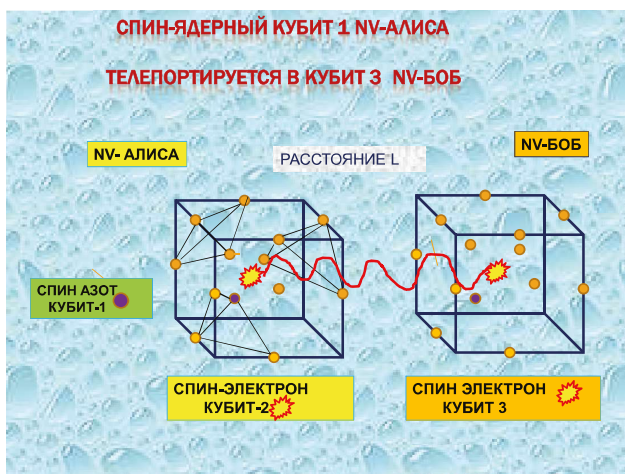 СПИН-ЯДЕРНЫЙ КУБИТ 1 NV-АЛИСА
ТЕЛЕПОРТИРУЕТСЯ В КУБИТ 3 NV-БОБ
NV- АЛИСА
РАССТОЯНИЕ L
NV-БОБ
СПИН АЗОТ
КУБИТ-1
СПИН-ЭЛЕКТРОН
КУБИТ-2
СПИН ЭЛЕКТРОН
КУБИТ 3